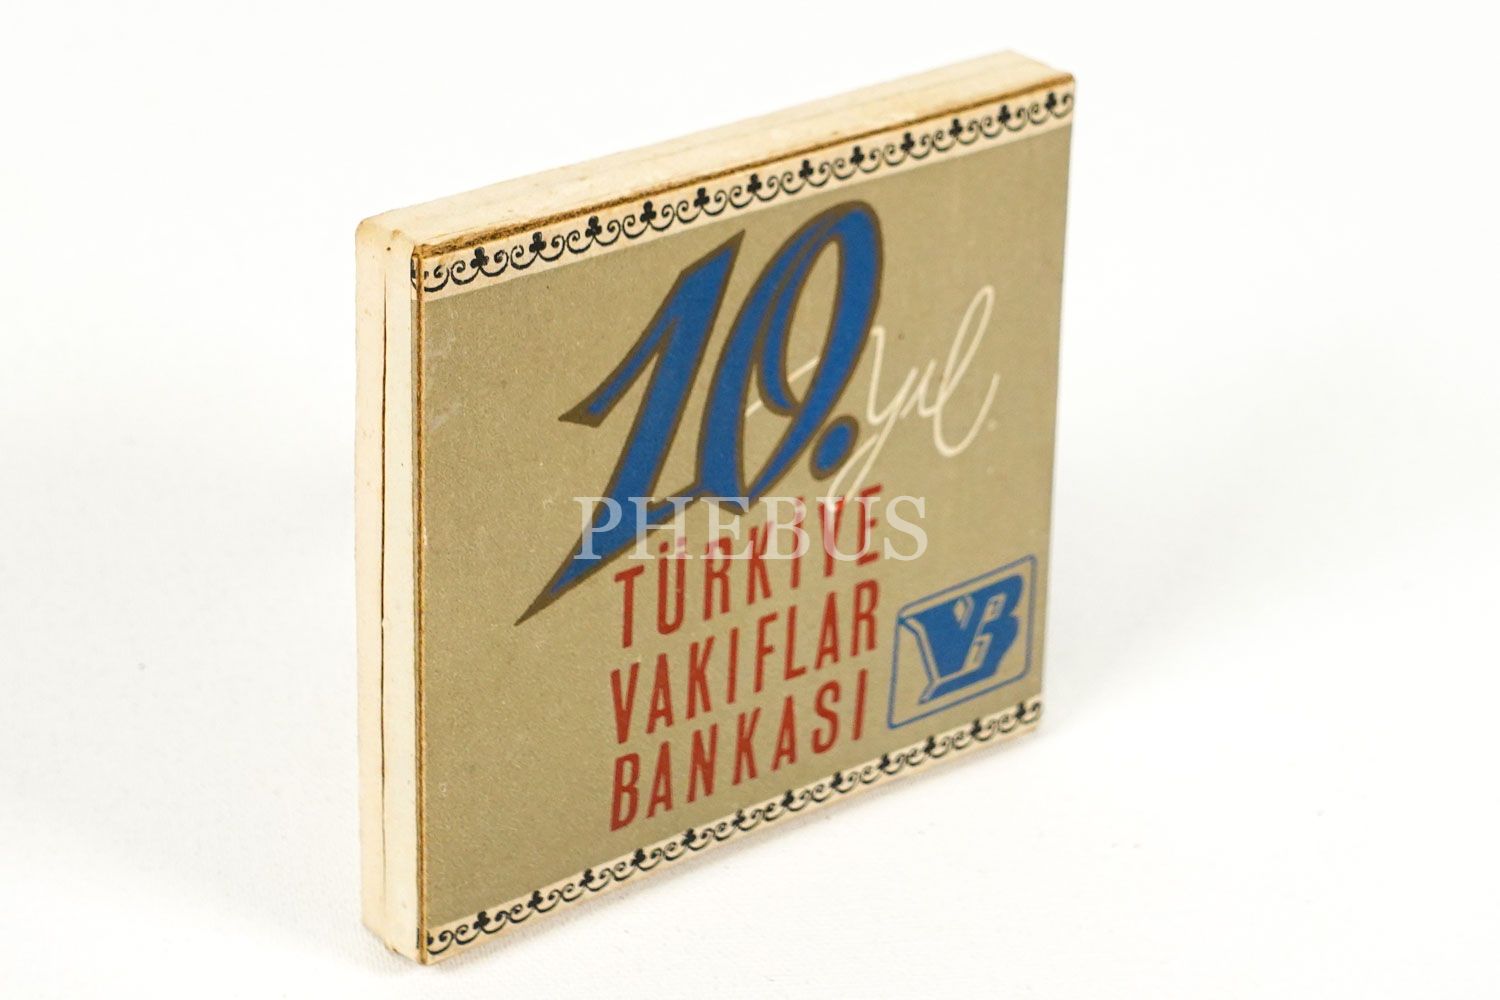 10. yıl
PHEBUS
TÜRKİYE
VAKIFLAR
BANKASI
VB